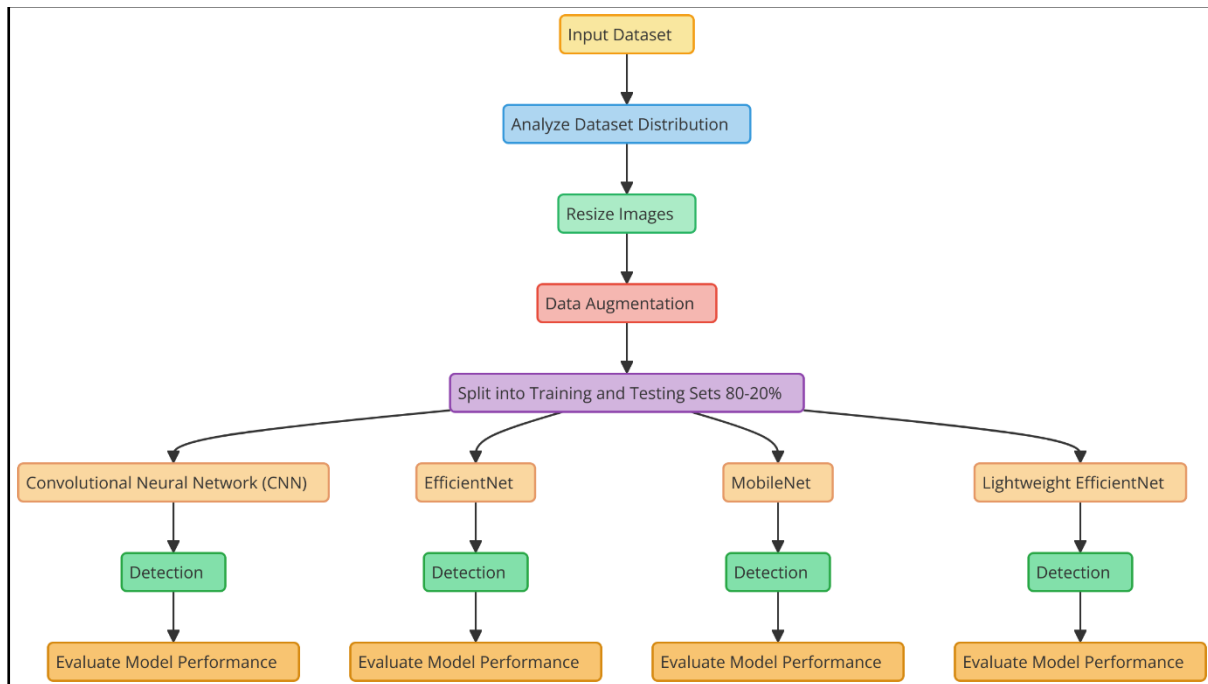 Input Dataset
Analyze Dataset Distribution
Resize Images
Data Augmentation
Split into Training and Testing Sets 80-20%
Convolutional Neural Network (CNN)
EfficientNet
MobileNet
Lightweight EfficientNet
Detection
Detection
Detection
Detection
Evaluate Model Performance
Evaluate Model Performance
Evaluate Model Performance
Evaluate Model Performance